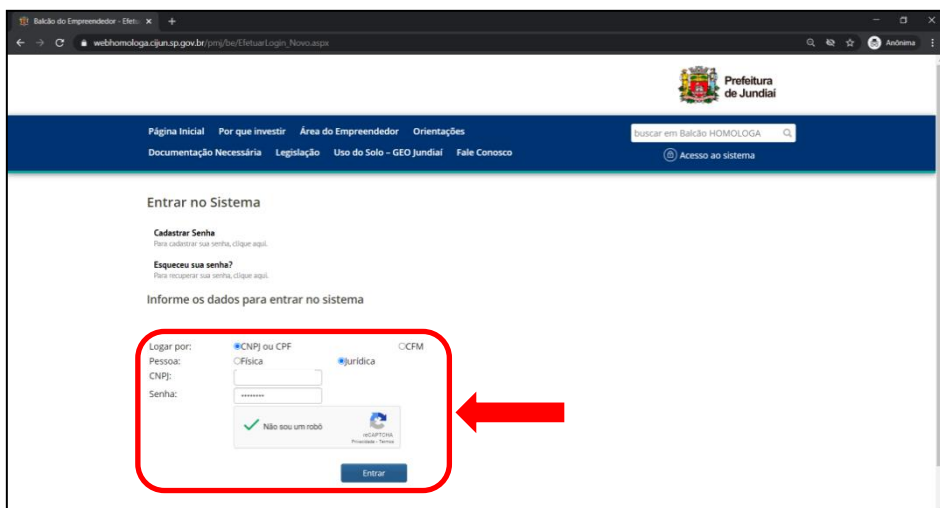 Balcão do Empreendedor - Efetu
webhomologa.cijun.sp.gov.br/pmj/be/EfetuarLogin_Novo.aspx
Anônima
Prefeitura
de Jundiaí
Página Inicial Por que investir Área do Empreendedor Orientações
buscar em Balcão HOMOLOGA
Documentação Necessária Legislação Uso do Solo – GEO Jundiaí Fale Conosco
Acesso ao sistema
Entrar no Sistema
Cadastrar Senha
Para cadastrar sua senha, clique aqui.
Esqueceu sua senha?
Para recuperar sua senha, clique aqui.
Informe os dados para entrar no sistema
Logar por: CNPJ ou CPF CFM
Pessoa: Física Jurídica
CNPJ:
Senha: ••••••••
Não sou um robô
reCAPTCHA
Privacidade - Termos
Entrar